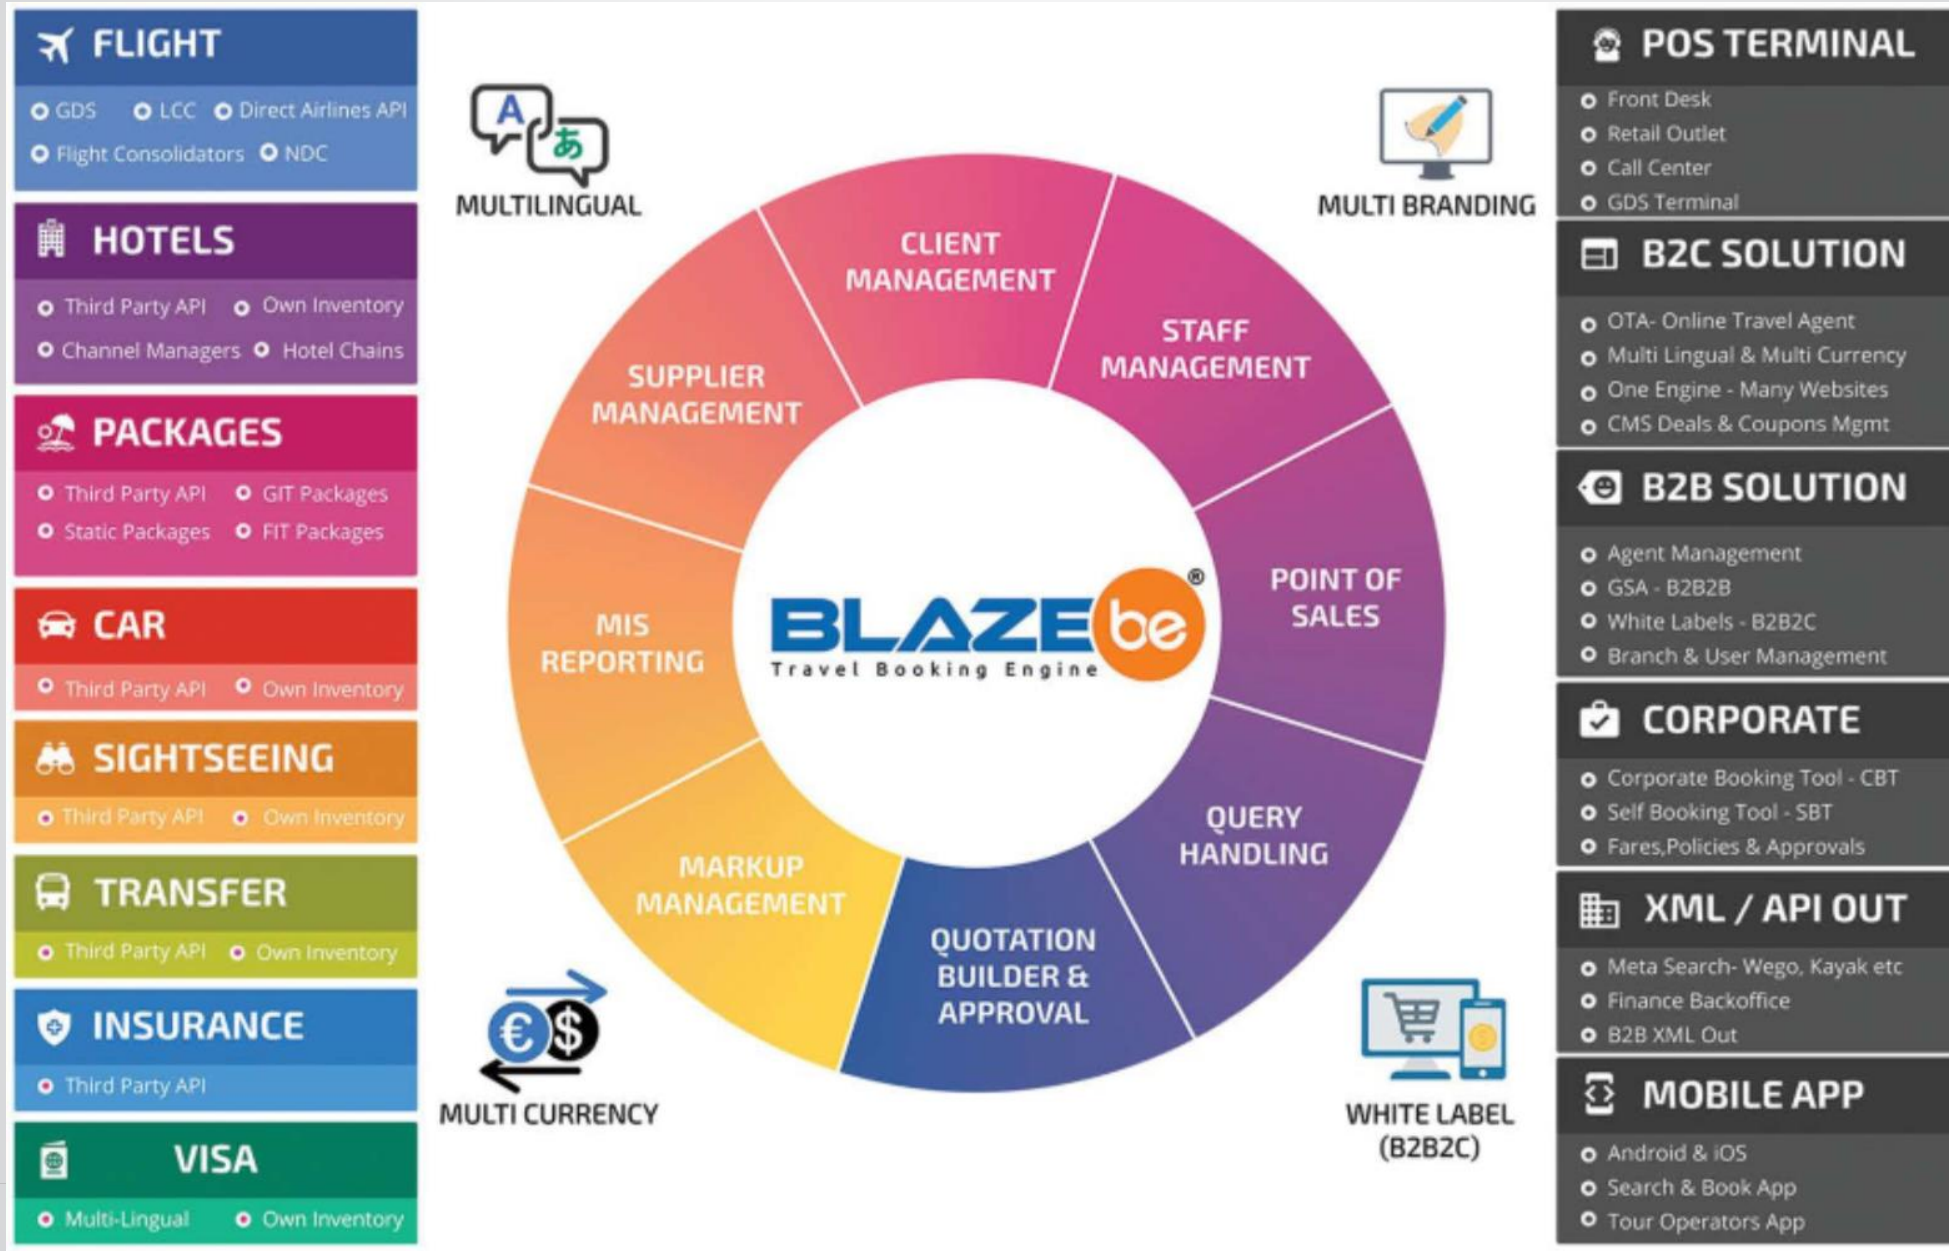 FLIGHT
GDS LCC Direct Airlines API
Flight Consolidators NDC
HOTELS
Third Party API Own Inventory
Channel Managers Hotel Chains
PACKAGES
Third Party API GIT Packages
Static Packages FIT Packages
CAR
Third Party API Own Inventory
SIGHTSEEING
Third Party API Own Inventory
TRANSFER
Third Party API Own Inventory
INSURANCE
Third Party API
VISA
Multi-Lingual Own Inventory
A
あ
MULTILINGUAL
MULTI BRANDING
CLIENT
MANAGEMENT
STAFF
MANAGEMENT
POINT OF
SALES
QUERY
HANDLING
QUOTATION
BUILDER &
APPROVAL
MARKUP
MANAGEMENT
MIS
REPORTING
SUPPLIER
MANAGEMENT
BLAZE be ®
Travel Booking Engine
€ $
MULTI CURRENCY
$
WHITE LABEL
(B2B2C)
POS TERMINAL
Front Desk
Retail Outlet
Call Center
GDS Terminal
B2C SOLUTION
OTA- Online Travel Agent
Multi Lingual & Multi Currency
One Engine - Many Websites
CMS Deals & Coupons Mgmt
B2B SOLUTION
Agent Management
GSA - B2B2B
White Labels - B2B2C
Branch & User Management
CORPORATE
Corporate Booking Tool - CBT
Self Booking Tool - SBT
Fares,Policies & Approvals
XML / API OUT
Meta Search- Wego, Kayak etc
Finance Backoffice
B2B XML Out
MOBILE APP
Android & iOS
Search & Book App
Tour Operators App